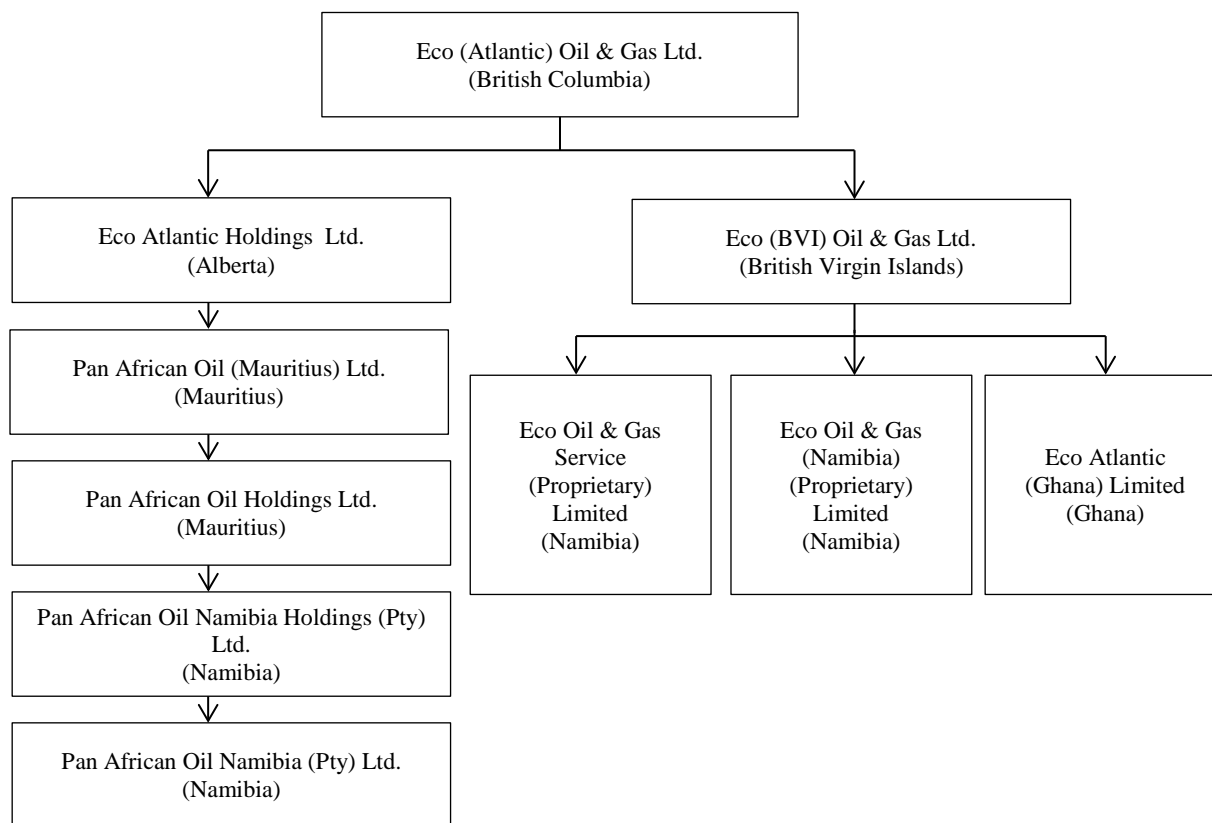 Eco (Atlantic) Oil & Gas Ltd.
(British Columbia)
Eco Atlantic Holdings  Ltd.
(Alberta)
Eco (BVI) Oil & Gas Ltd.
(British Virgin Islands)
Pan African Oil (Mauritius) Ltd.
(Mauritius)
Pan African Oil Holdings Ltd.
(Mauritius)
Pan African Oil Namibia Holdings (Pty)
Ltd.
(Namibia)
Pan African Oil Namibia (Pty) Ltd.
(Namibia)
Eco Oil & Gas
Service
(Proprietary)
Limited
(Namibia)
Eco Oil & Gas
(Namibia)
(Proprietary)
Limited
(Namibia)
Eco Atlantic
(Ghana) Limited
(Ghana)